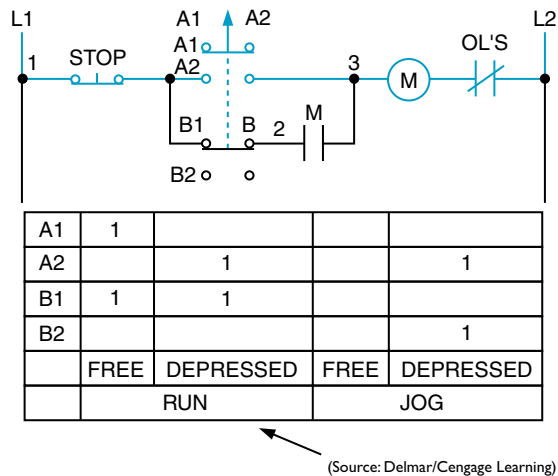 L1 A1 A2 L2
1 STOP A1 3 OL'S
A2 M
B1 B 2 M
B2
A1 1
A2 1 1
B1 1 1
B2 1
FREE DEPRESSED FREE DEPRESSED
RUN JOG
(Source: Delmar/Cengage Learning)